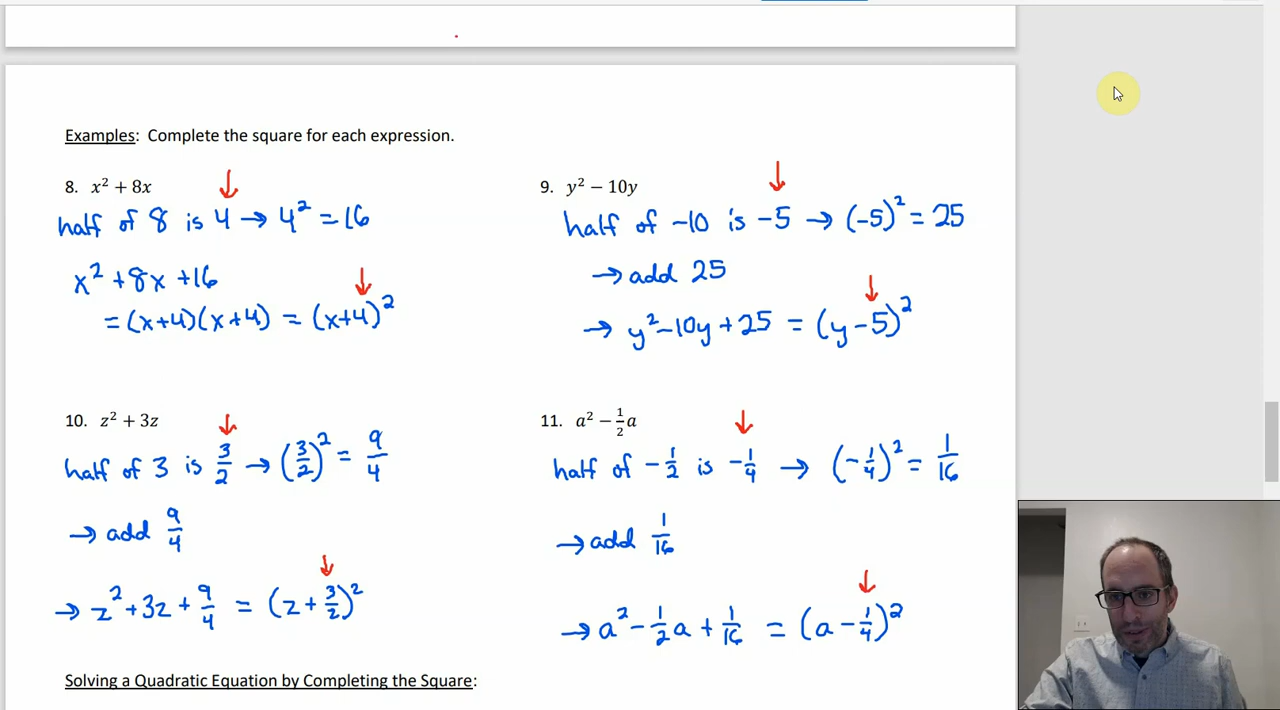 Examples: Complete the square for each expression.
8. x² + 8x
half of 8 is 4 → 4² = 16
x² + 8x + 16
= (x+4)(x+4) = (x+4)²
9. y² − 10y
half of −10 is −5 → (−5)² = 25
→ add 25
→ y² − 10y + 25 = (y − 5)²
10. z² + 3z
half of 3 is 3/2 → (3/2)² = 9/4
→ add 9/4
→ z² + 3z + 9/4 = (z + 3/2)²
11. a² − 1/2 a
half of −1/2 is −1/4 → (−1/4)² = 1/16
→ add 1/16
→ a² − 1/2 a + 1/16 = (a − 1/4)²
Solving a Quadratic Equation by Completing the Square: